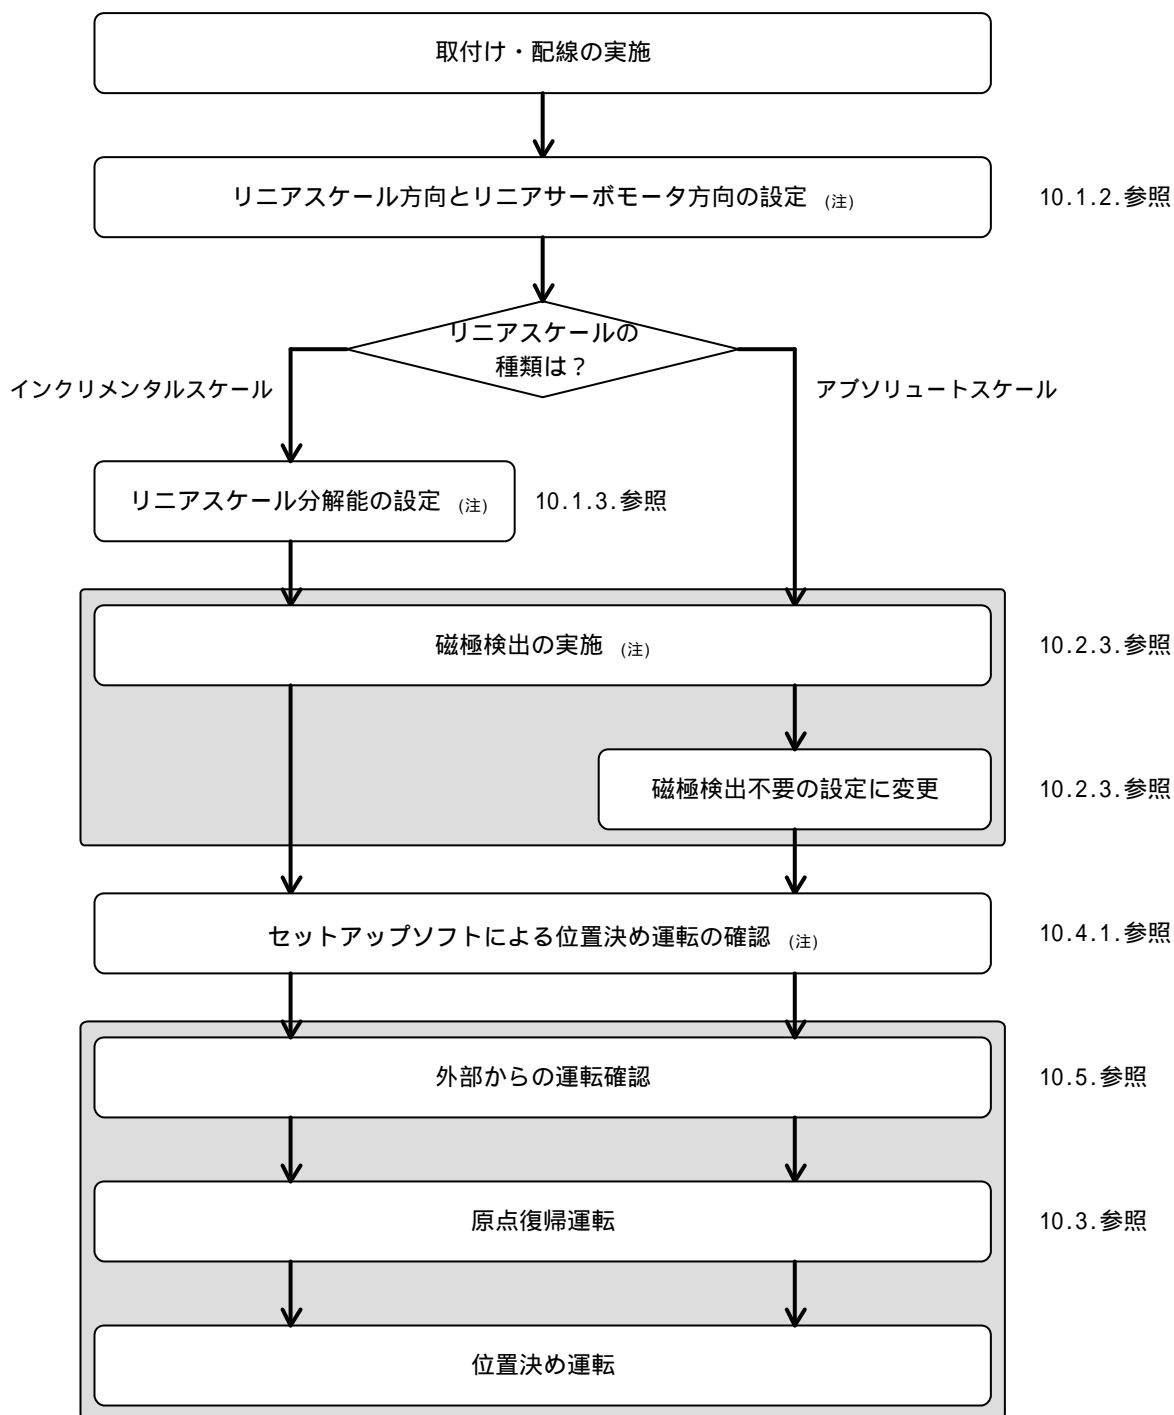 取付け・配線の実施
リニアスケール方向とリニアサーボモータ方向の設定 (注)
10.1.2.参照
リニアスケールの
種類は？
インクリメンタルスケール
アブソリュートスケール
リニアスケール分解能の設定 (注)
10.1.3.参照
磁極検出の実施 (注)
10.2.3.参照
磁極検出不要の設定に変更
10.2.3.参照
セットアップソフトによる位置決め運転の確認 (注)
10.4.1.参照
外部からの運転確認
10.5.参照
原点復帰運転
10.3.参照
位置決め運転